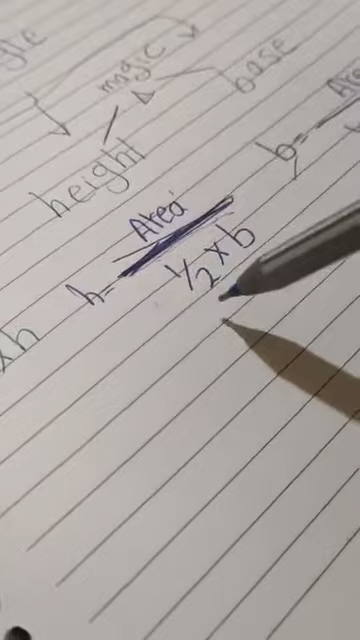 magic
Δ
base
height
b =
h = Area
½ × b
×h